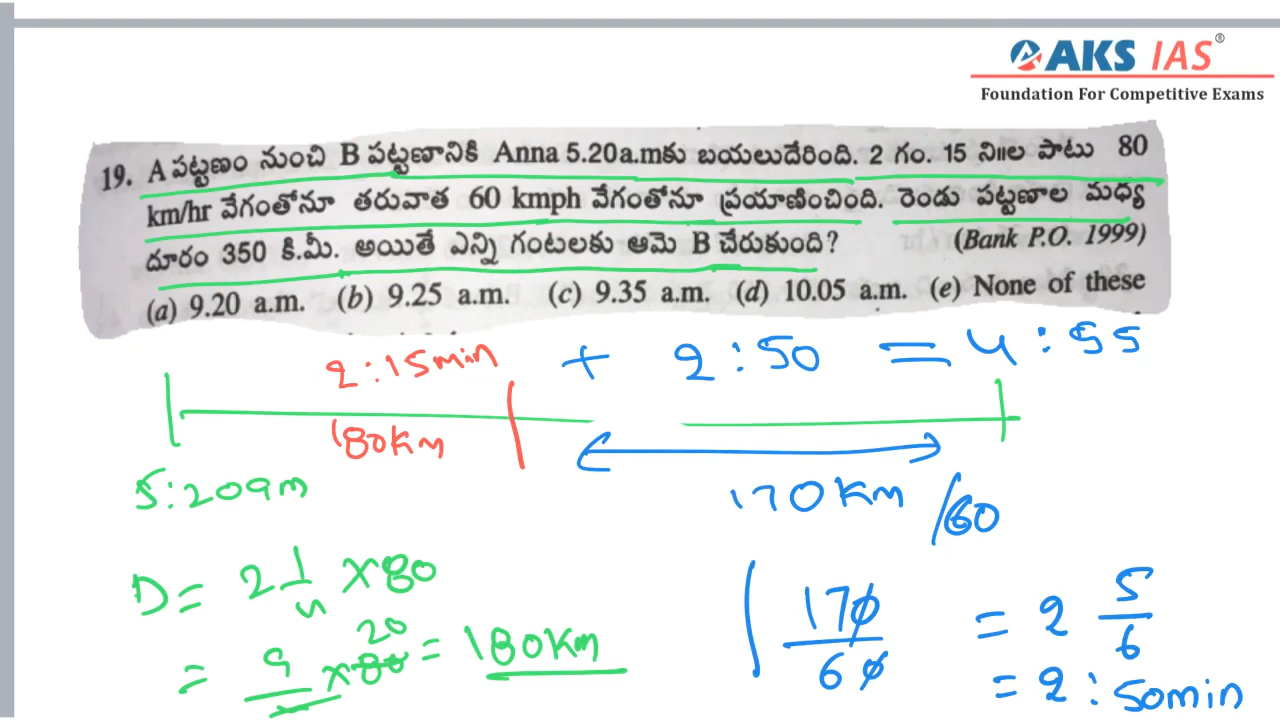 AKS IAS®
Foundation For Competitive Exams
19. A పట్టణం నుంచి B పట్టణానికి Anna 5.20a.mకు బయలుదేరింది. 2 గం. 15 ని॥ల పాటు 80
km/hr వేగంతోనూ తరువాత 60 kmph వేగంతోనూ ప్రయాణించింది. రెండు పట్టణాల మధ్య
దూరం 350 కి.మీ. అయితే ఎన్ని గంటలకు ఆమె B చేరుకుంది? (Bank P.O. 1999)
(a) 9.20 a.m. (b) 9.25 a.m. (c) 9.35 a.m. (d) 10.05 a.m. (e) None of these
2:15min + 2:50 = 4:55
180Km
5:20am
170Km /60
D= 2 1/4 x80
= 9 x 80 20 = 180Km
170/60 = 2 5/6
= 2:50min